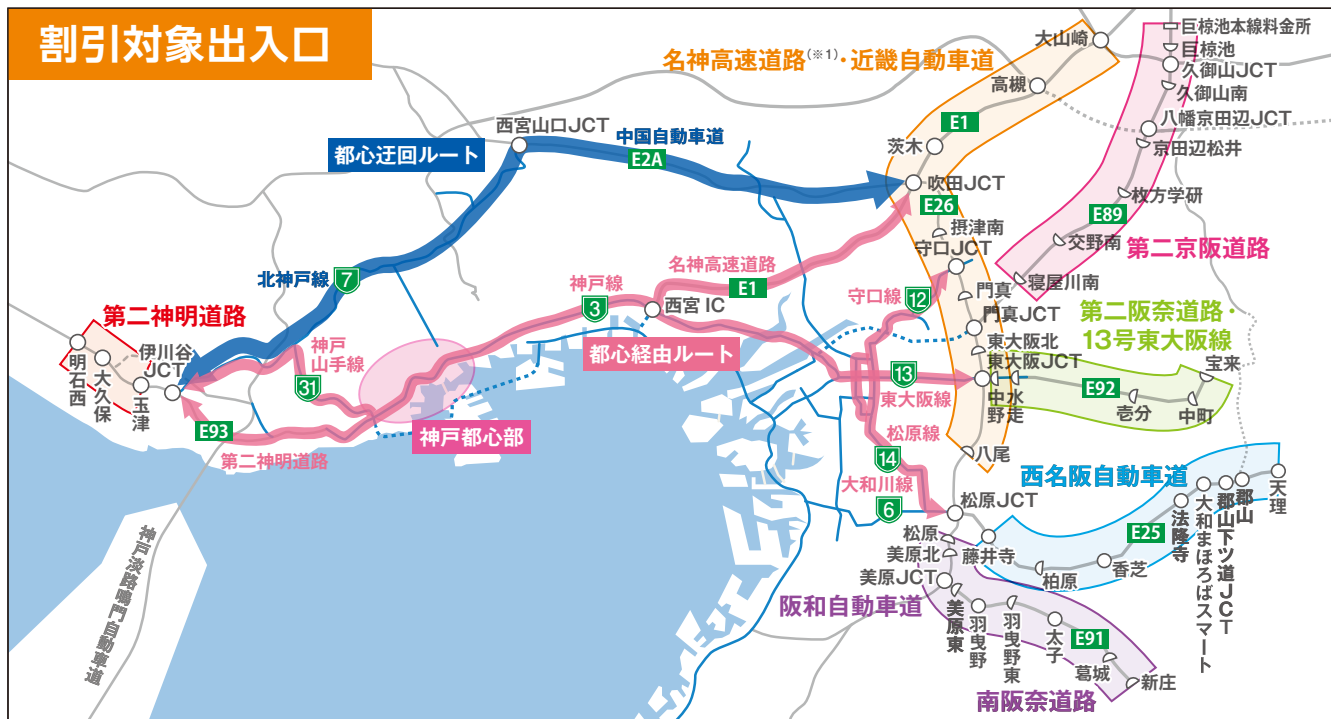 割引対象出入口
名神高速道路(※1)・近畿自動車道
大山崎
高槻
E1
茨木
吹田JCT
E26
摂津南
守口JCT
門真
門真JCT
東大阪北
東大阪JCT
中野
水走
八尾
巨椋池本線料金所
巨椋池
久御山JCT
久御山南
八幡京田辺JCT
京田辺松井
枚方学研
E89
交野南
第二京阪道路
寝屋川南
第二阪奈道路・
13号東大阪線
宝来
E92
壱分
中町
西宮山口JCT
中国自動車道
E2A
都心迂回ルート
北神戸線
7
名神高速道路
E1
神戸線
3
西宮 IC
都心経由ルート
守口線
12
13
東大阪線
松原線
14
大和川線
6
第二神明道路
伊川谷
JCT
明石西
大久保
玉津
神戸
山手線
31
E93
第二神明道路
神戸都心部
神戸淡路鳴門自動車道
西名阪自動車道
松原JCT
藤井寺
柏原
香芝
E25
法隆寺
大和まほろばスマート
郡山下ツ道JCT
郡山
天理
松原
美原北
美原JCT
阪和自動車道
美原東
羽曳野
羽曳野東
太子
E91
葛城
新庄
南阪奈道路